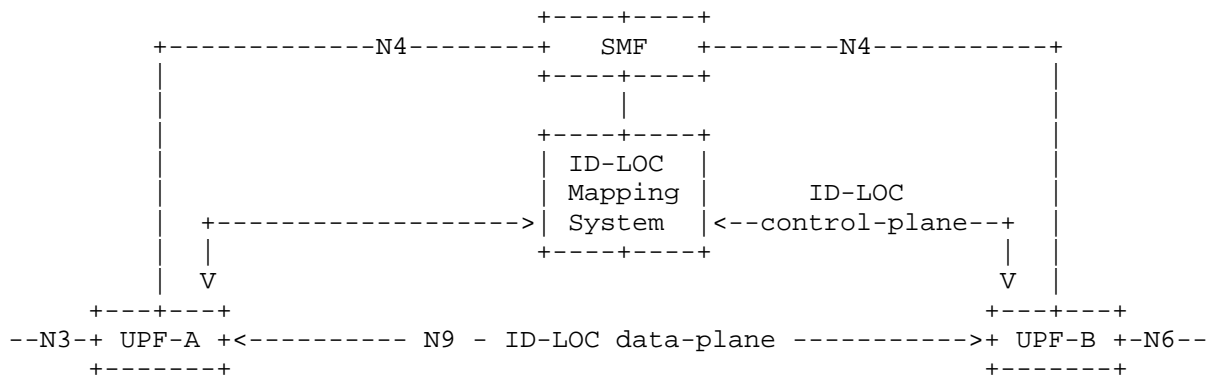 N4 SMF N4
ID-LOC
Mapping ID-LOC
System control-plane
V V
N3 UPF-A N9 - ID-LOC data-plane UPF-B N6